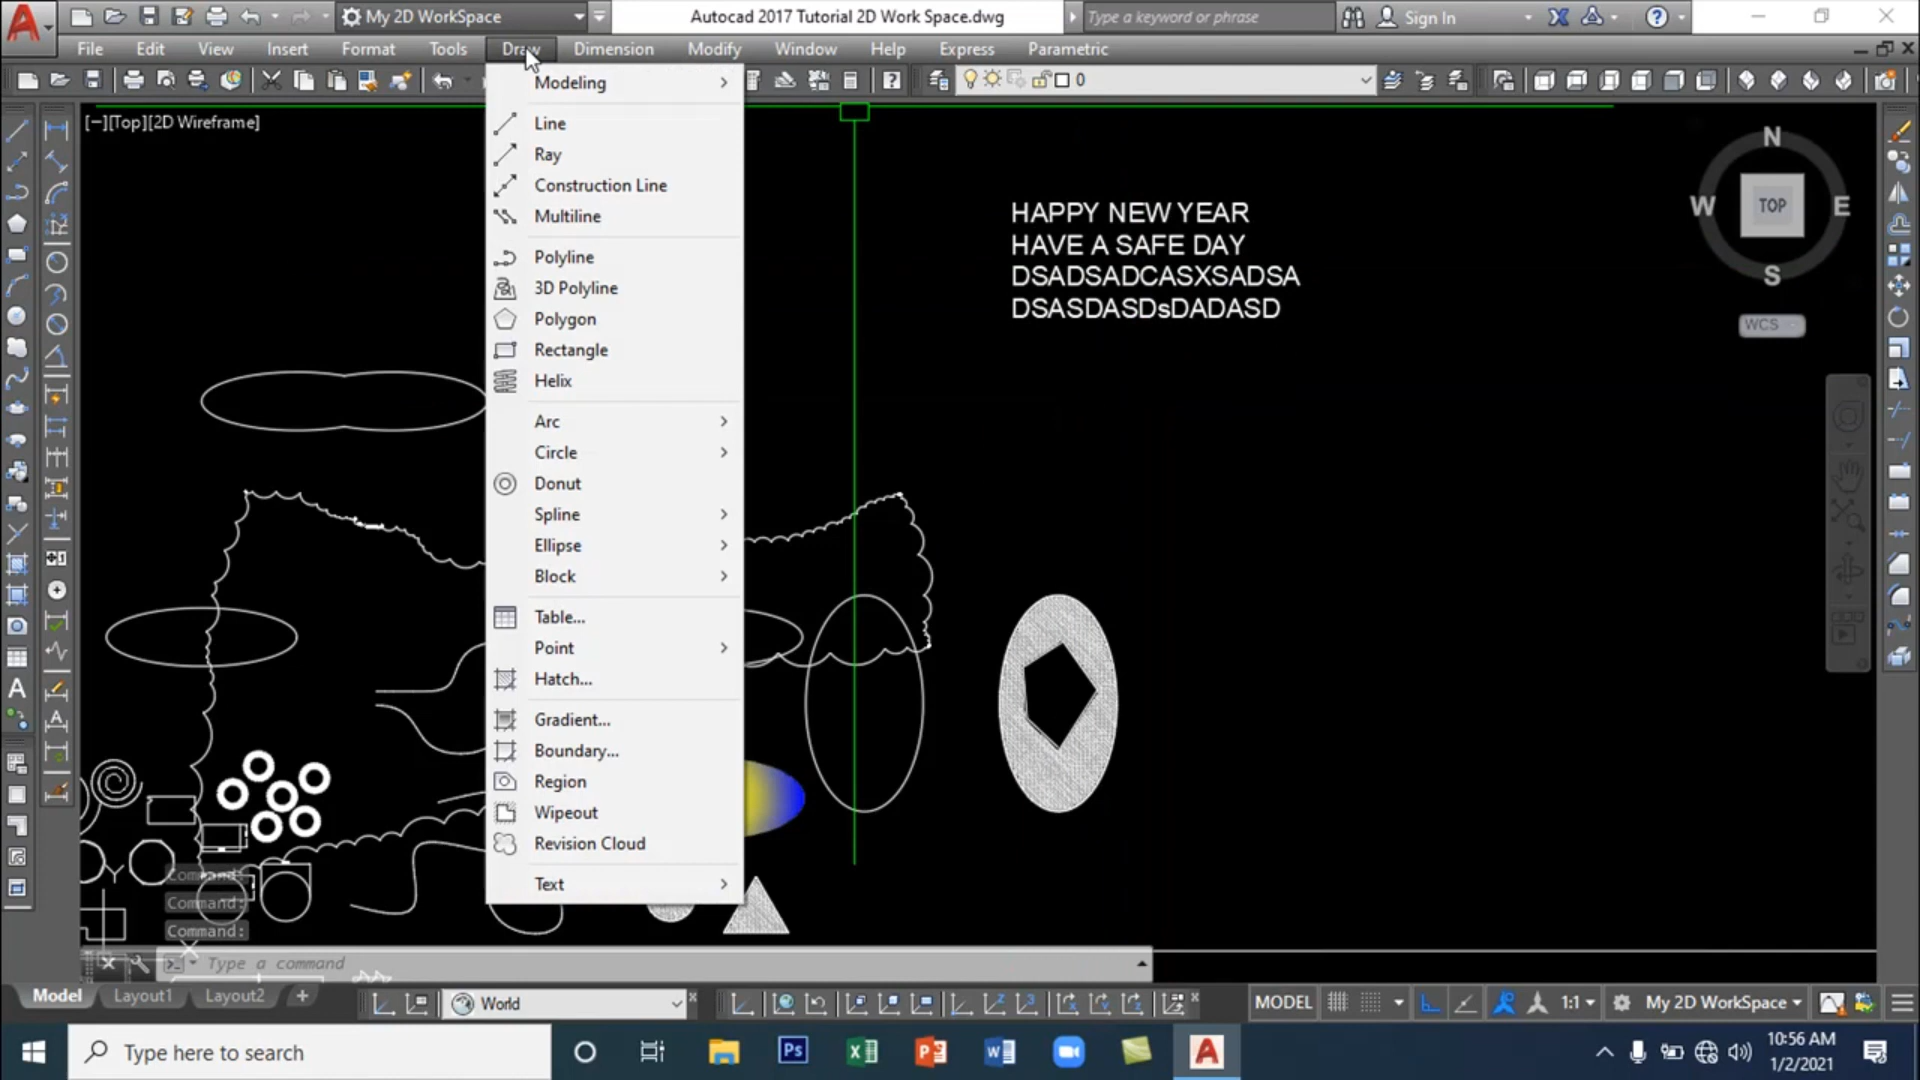 My 2D WorkSpace
Autocad 2017 Tutorial 2D Work Space.dwg
Type a keyword or phrase
Sign In
File Edit View Insert Format Tools Draw Dimension Modify Window Help Express Parametric
0
[−][Top][2D Wireframe]
Modeling
Line
Ray
Construction Line
Multiline
Polyline
3D Polyline
Polygon
Rectangle
Helix
Arc
Circle
Donut
Spline
Ellipse
Block
Table...
Point
Hatch...
Gradient...
Boundary...
Region
Wipeout
Revision Cloud
Text
HAPPY NEW YEAR
HAVE A SAFE DAY
DSADSADCASXSADSA
DSASDASDsDADASD
N
W TOP E
S
WCS
Command:
Command:
Command:
Type a command
Model Layout1 Layout2 +
World
MODEL
1:1
My 2D WorkSpace
Type here to search
10:56 AM
1/2/2021